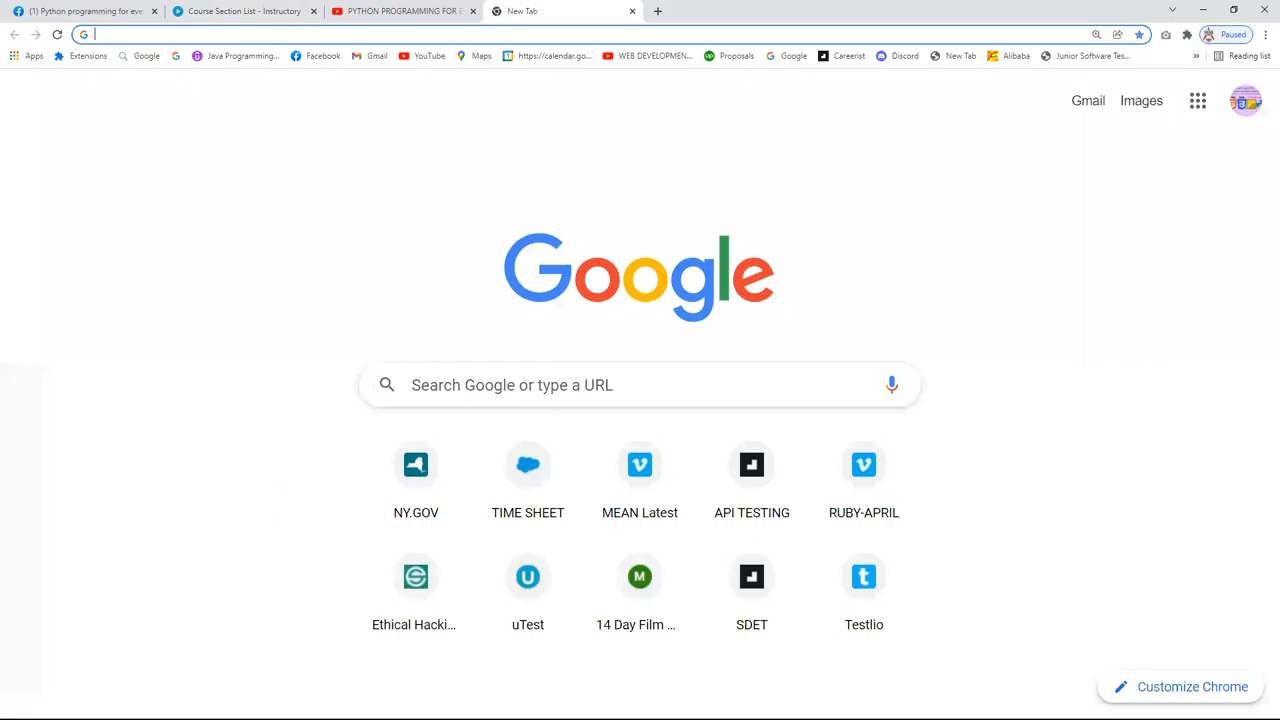 (1) Python programming for eve
Course Section List - Instructory
PYTHON PROGRAMMING FOR E
New Tab
Paused
Apps
Extensions
Google
Java Programming...
Facebook
Gmail
YouTube
Maps
https://calendar.go...
WEB DEVELOPMEN...
Proposals
Google
Careerist
Discord
New Tab
Alibaba
Junior Software Tes...
»
Reading list
Gmail
Images
Google
Search Google or type a URL
NY.GOV
TIME SHEET
MEAN Latest
API TESTING
RUBY-APRIL
Ethical Hacki...
uTest
14 Day Film ...
SDET
Testlio
Customize Chrome